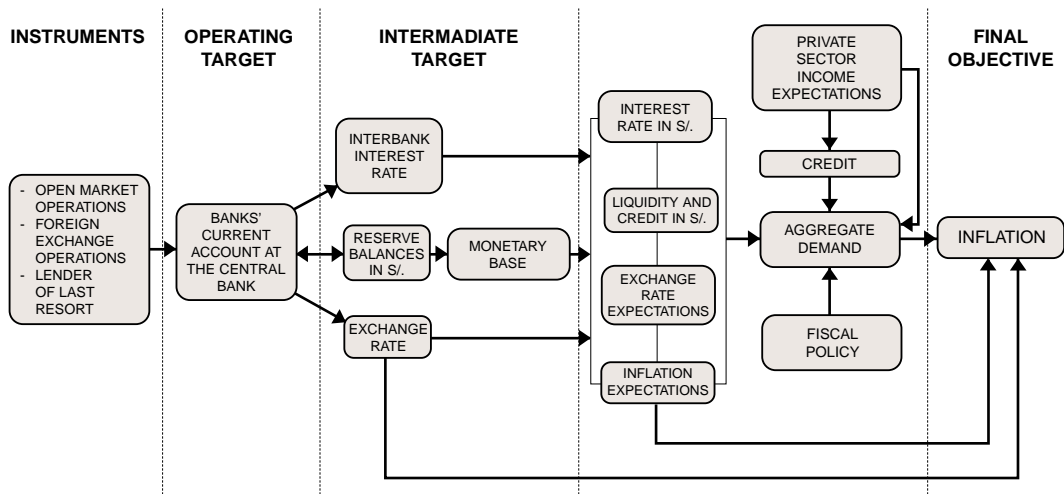 INSTRUMENTS
OPERATING
TARGET
INTERMADIATE
TARGET
FINAL
OBJECTIVE
- OPEN MARKET
OPERATIONS
- FOREIGN
EXCHANGE
OPERATIONS
- LENDER
OF LAST
RESORT
BANKS'
CURRENT
ACCOUNT AT
THE CENTRAL
BANK
INTERBANK
INTEREST
RATE
RESERVE
BALANCES
IN S/.
MONETARY
BASE
EXCHANGE
RATE
INTEREST
RATE IN S/.
LIQUIDITY AND
CREDIT IN S/.
EXCHANGE
RATE
EXPECTATIONS
INFLATION
EXPECTATIONS
PRIVATE
SECTOR
INCOME
EXPECTATIONS
CREDIT
AGGREGATE
DEMAND
FISCAL
POLICY
INFLATION